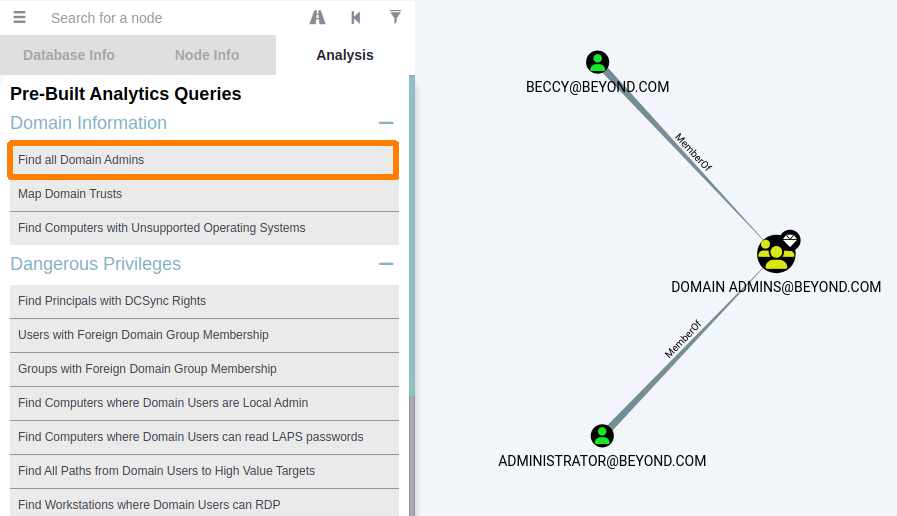 Search for a node
Database Info
Node Info
Analysis
Pre-Built Analytics Queries
Domain Information
Find all Domain Admins
Map Domain Trusts
Find Computers with Unsupported Operating Systems
Dangerous Privileges
Find Principals with DCSync Rights
Users with Foreign Domain Group Membership
Groups with Foreign Domain Group Membership
Find Computers where Domain Users are Local Admin
Find Computers where Domain Users can read LAPS passwords
Find All Paths from Domain Users to High Value Targets
Find Workstations where Domain Users can RDP
BECCY@BEYOND.COM
MemberOf
DOMAIN ADMINS@BEYOND.COM
MemberOf
ADMINISTRATOR@BEYOND.COM